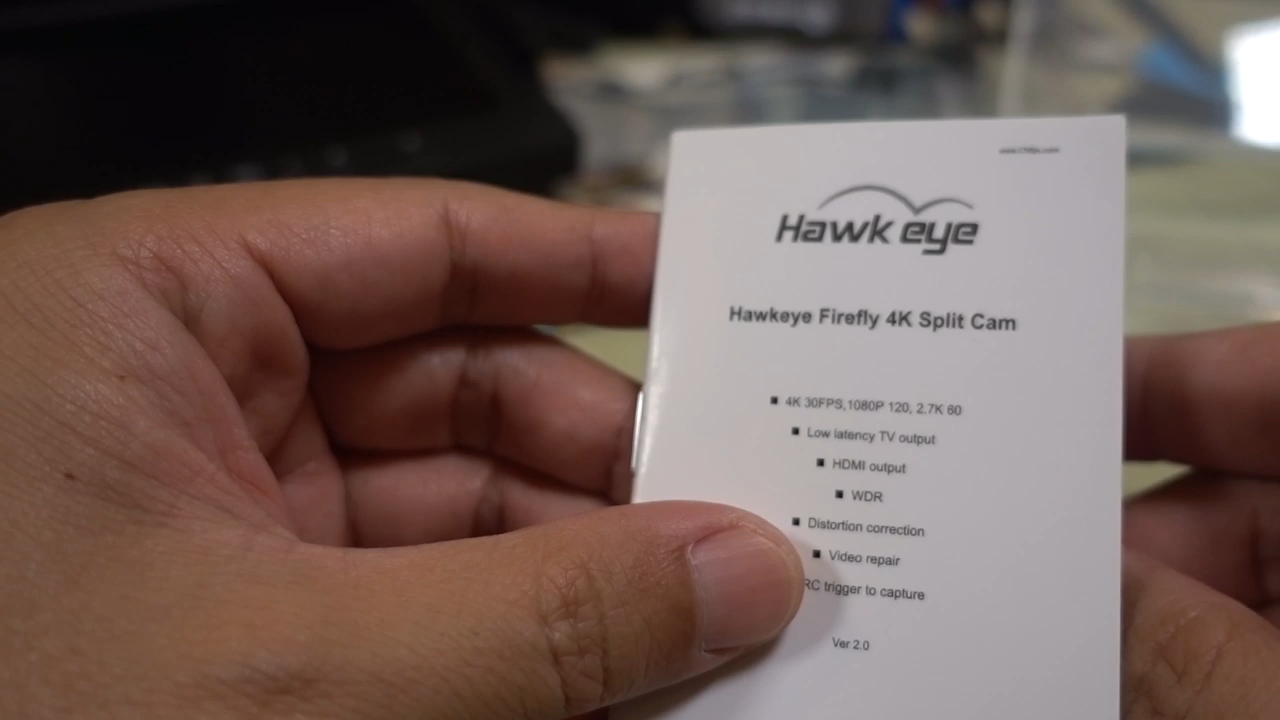 Hawk eye
Hawkeye Firefly 4K Split Cam
■ 4K 30FPS,1080P 120, 2.7K 60
■ Low latency TV output
■ HDMI output
■ WDR
■ Distortion correction
■ Video repair
RC trigger to capture
Ver 2.0